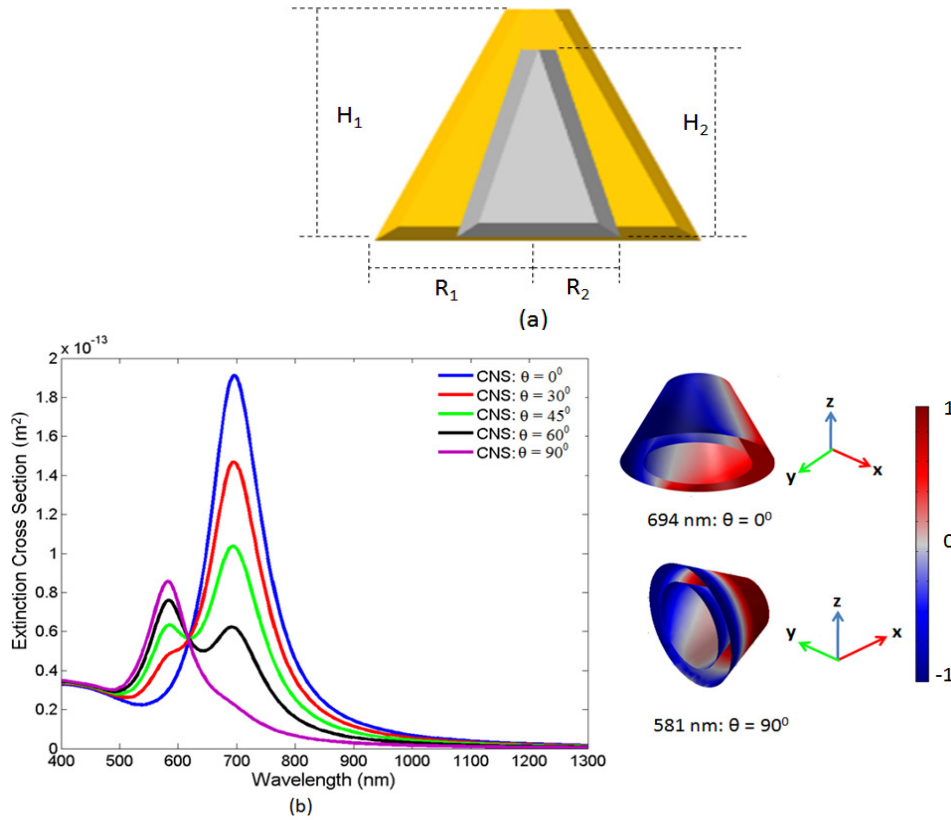 H₁
H₂
R₁
R₂
(a)
x 10⁻¹³
2
1.8
1.6
1.4
1.2
1
0.8
0.6
0.4
0.2
0
Extinction Cross Section (m²)
400 500 600 700 800 900 1000 1100 1200 1300
Wavelength (nm)
CNS: θ = 0⁰
CNS: θ = 30⁰
CNS: θ = 45⁰
CNS: θ = 60⁰
CNS: θ = 90⁰
(b)
z
y
x
694 nm: θ = 0⁰
z
y
x
581 nm: θ = 90⁰
1
0
-1